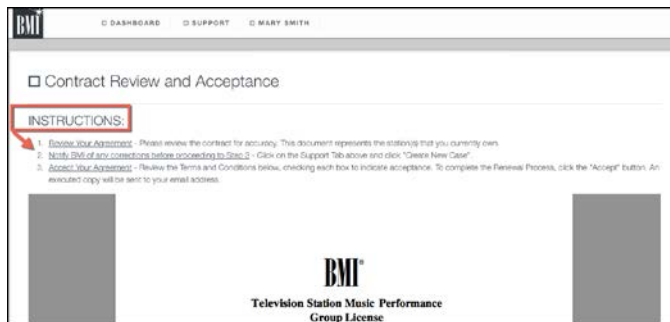 BMI
DASHBOARD SUPPORT MARY SMITH
Contract Review and Acceptance
INSTRUCTIONS:
1. Review Your Agreement - Please review the contract for accuracy. This document represents the station(s) that you currently own.
2. Notify BMI of any corrections before proceeding to Step 3 - Click on the Support Tab above and click "Create New Case".
3. Accept Your Agreement - Review the Terms and Conditions below, checking each box to indicate acceptance. To complete the Renewal Process, click the "Accept" button. An
executed copy will be sent to your email address.
BMI®
Television Station Music Performance
Group License